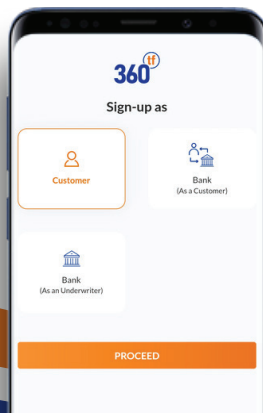 360tf
Sign-up as
Customer
Bank
(As a Customer)
Bank
(As an Underwriter)
PROCEED